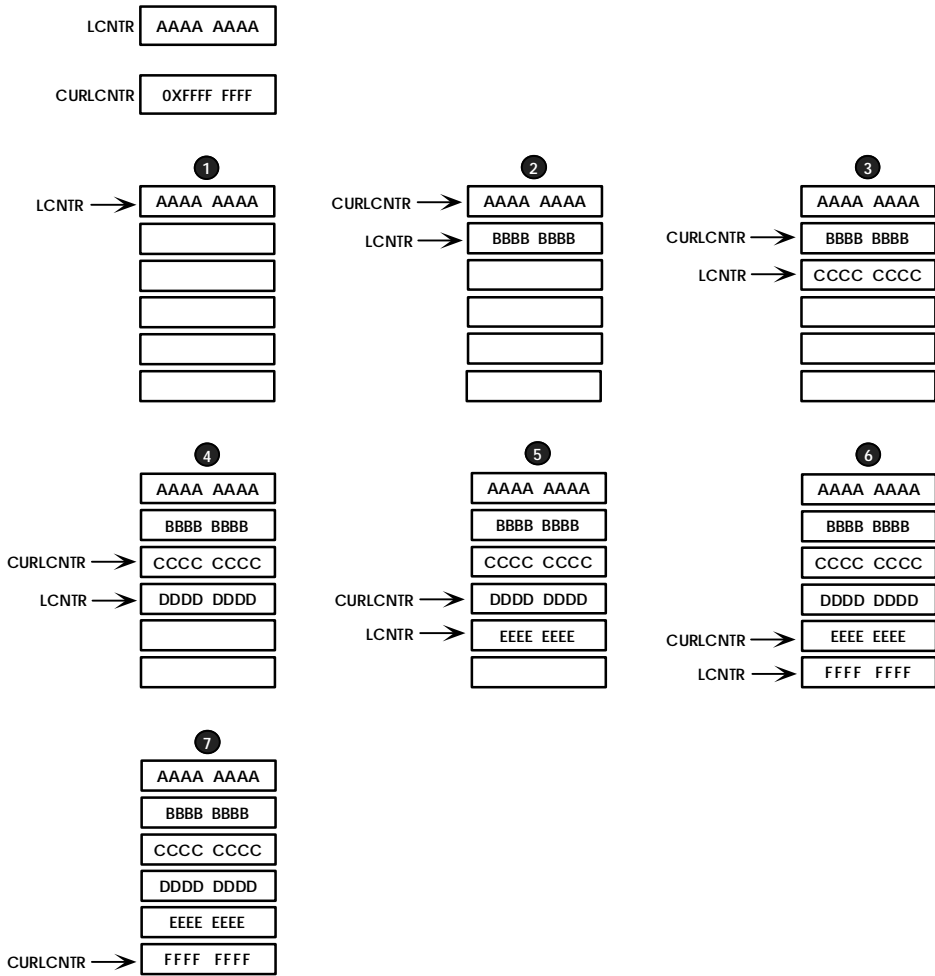 LCNTR AAAA AAAA
CURLCNTR 0XFFFF FFFF
1
LCNTR AAAA AAAA
2
CURLCNTR AAAA AAAA
LCNTR BBBB BBBB
3
AAAA AAAA
CURLCNTR BBBB BBBB
LCNTR CCCC CCCC
4
AAAA AAAA
BBBB BBBB
CURLCNTR CCCC CCCC
LCNTR DDDD DDDD
5
AAAA AAAA
BBBB BBBB
CCCC CCCC
CURLCNTR DDDD DDDD
LCNTR EEEE EEEE
6
AAAA AAAA
BBBB BBBB
CCCC CCCC
DDDD DDDD
CURLCNTR EEEE EEEE
LCNTR FFFF FFFF
7
AAAA AAAA
BBBB BBBB
CCCC CCCC
DDDD DDDD
EEEE EEEE
CURLCNTR FFFF FFFF